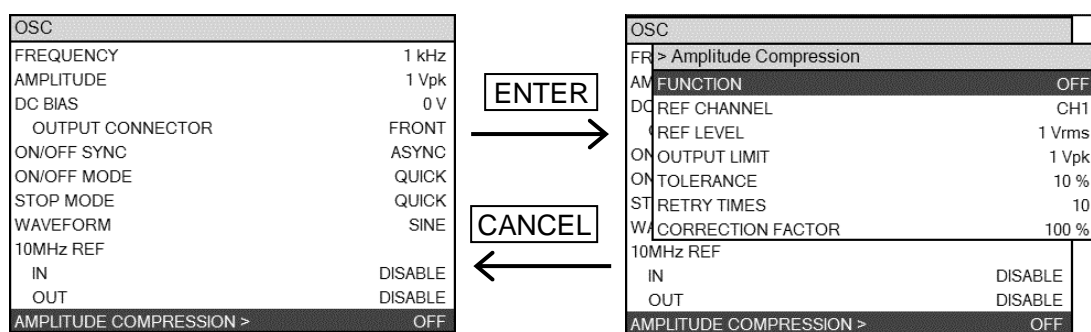 OSC
FREQUENCY 1 kHz
AMPLITUDE 1 Vpk
DC BIAS 0 V
OUTPUT CONNECTOR FRONT
ON/OFF SYNC ASYNC
ON/OFF MODE QUICK
STOP MODE QUICK
WAVEFORM SINE
10MHz REF
IN DISABLE
OUT DISABLE
AMPLITUDE COMPRESSION > OFF
ENTER
CANCEL
OSC
FR
> Amplitude Compression
AM
FUNCTION OFF
DC
REF CHANNEL CH1
REF LEVEL 1 Vrms
ON
OUTPUT LIMIT 1 Vpk
ON
TOLERANCE 10 %
ST
RETRY TIMES 10
WA
CORRECTION FACTOR 100 %
10MHz REF
IN DISABLE
OUT DISABLE
AMPLITUDE COMPRESSION > OFF